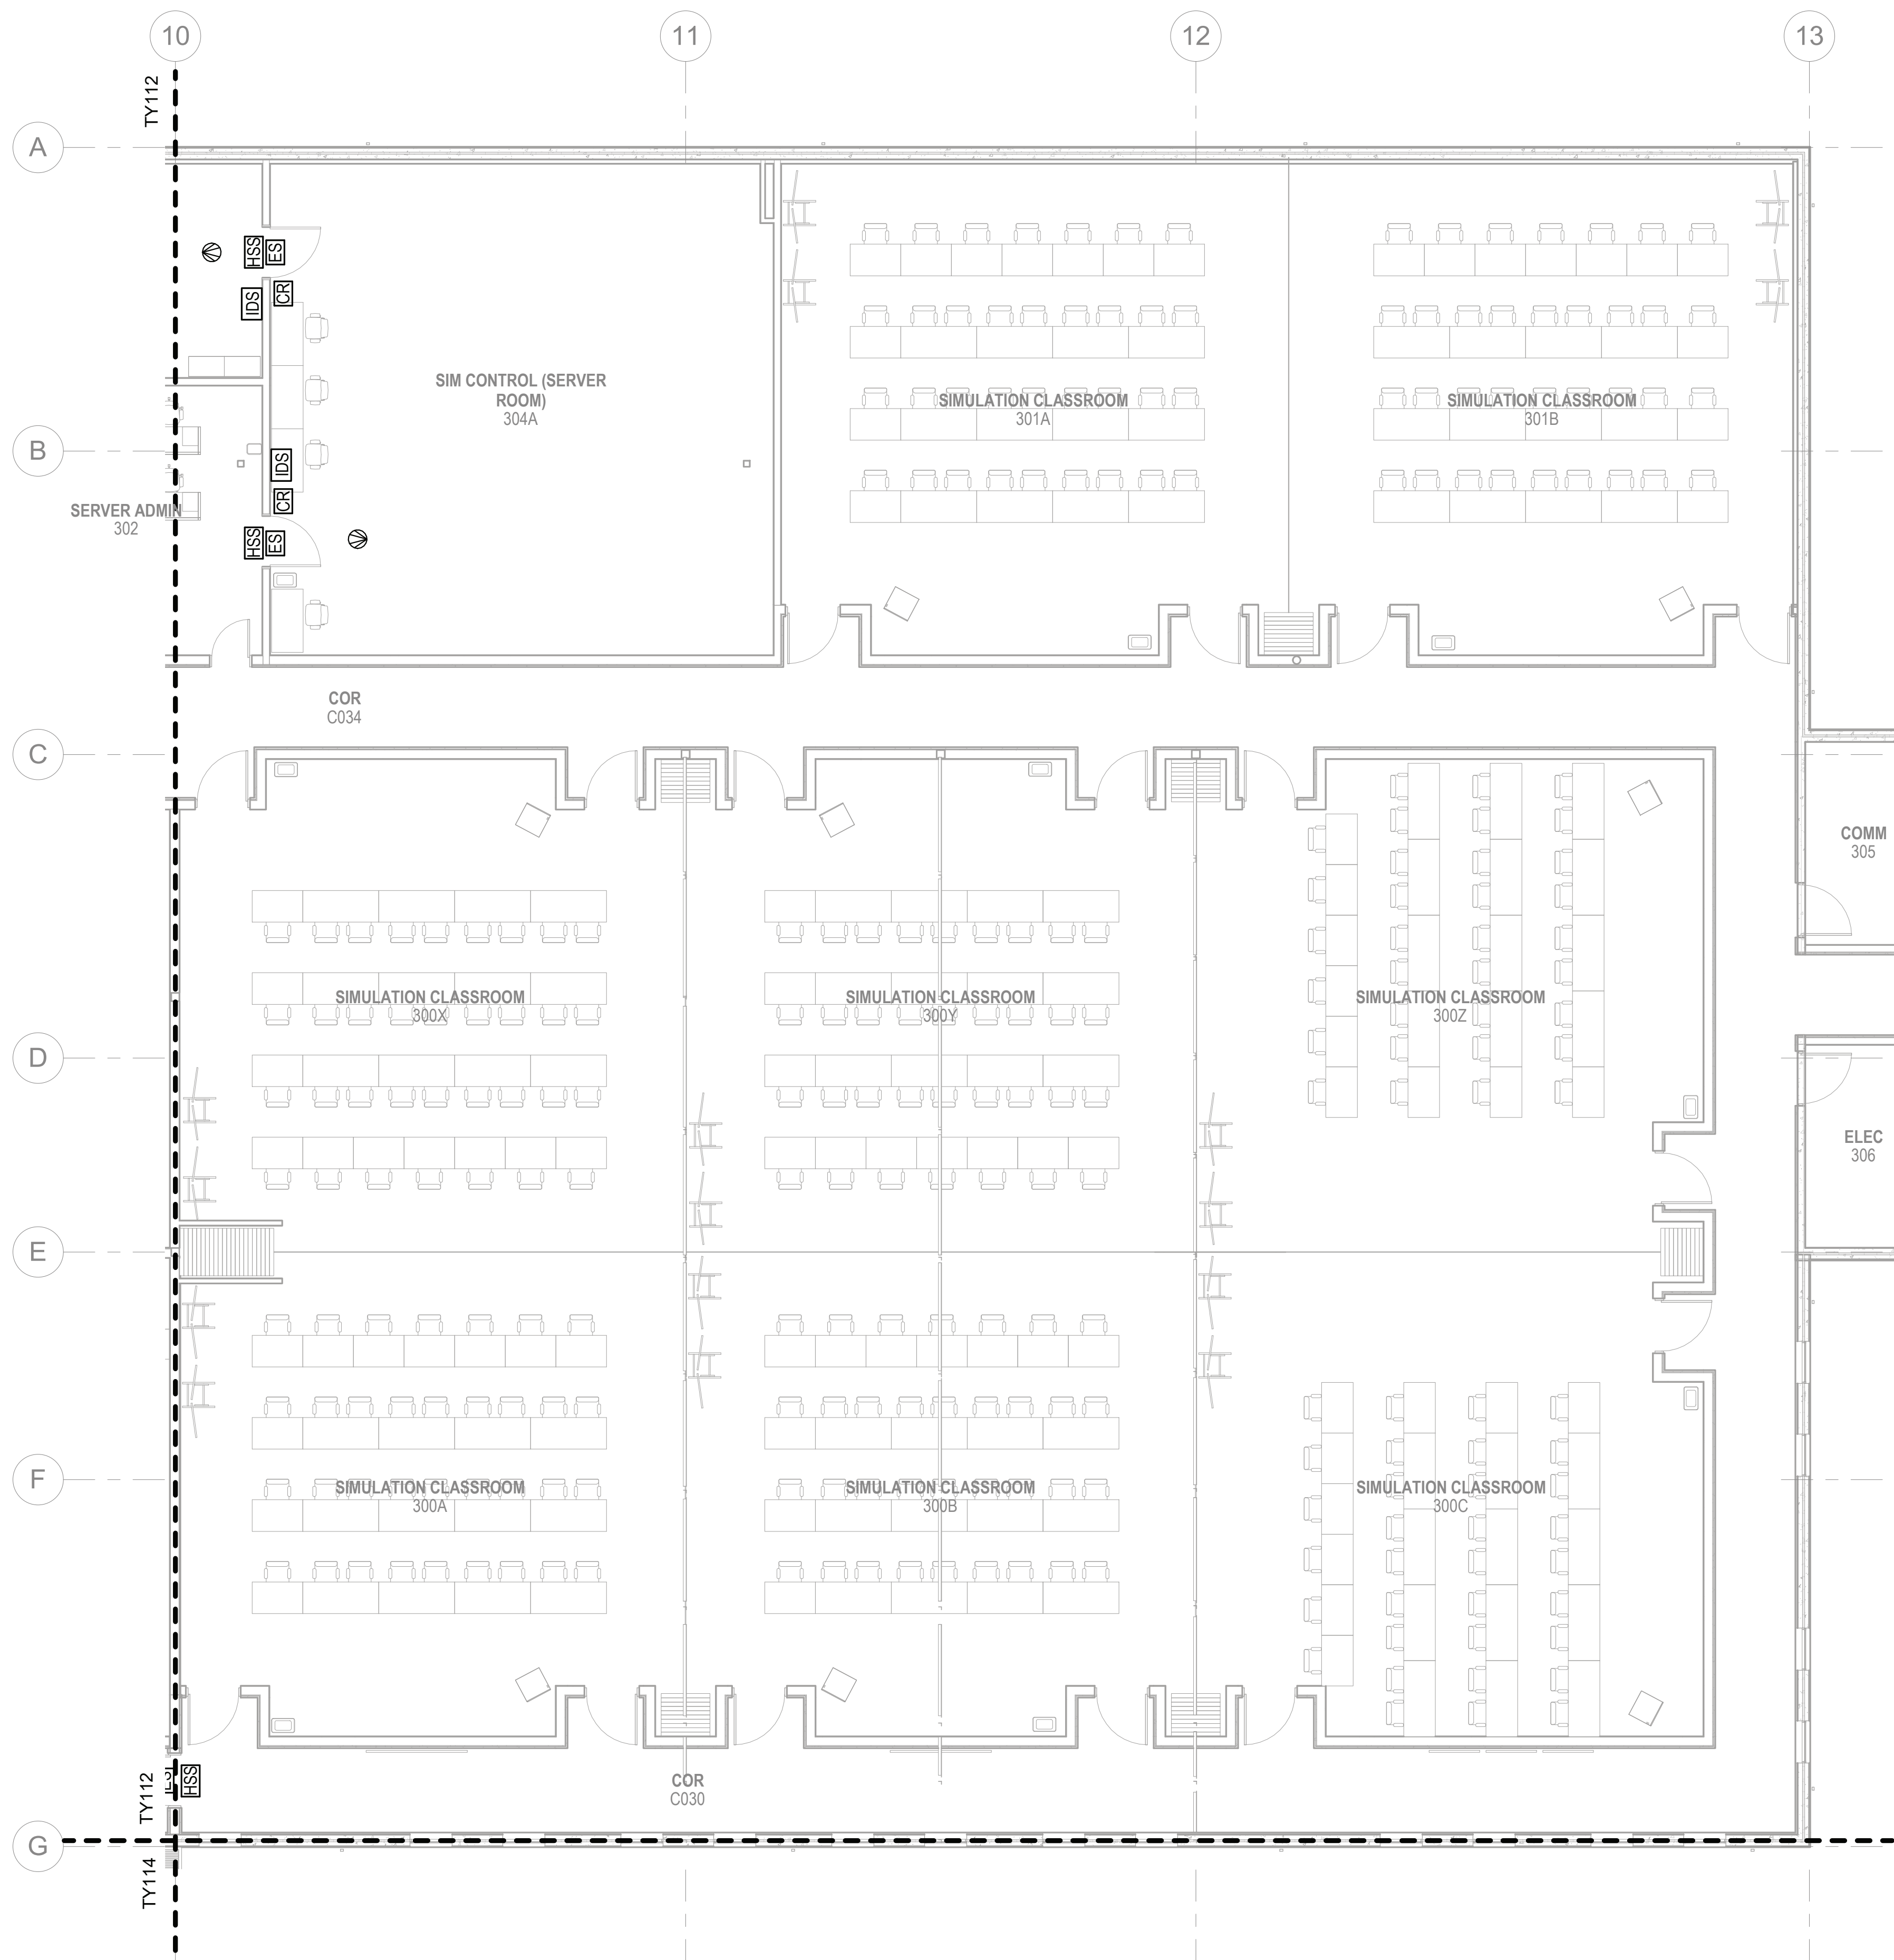 10
11
12
13
TY112
A
HSS
ES
IDS
CR
SIM CONTROL (SERVER
ROOM)
304A
SIMULATION CLASSROOM
301A
SIMULATION CLASSROOM
301B
B
IDS
CR
SERVER ADMIN
302
HSS
ES
COR
C034
C
COMM
305
SIMULATION CLASSROOM
300X
SIMULATION CLASSROOM
300Y
SIMULATION CLASSROOM
300Z
D
ELEC
306
E
F
SIMULATION CLASSROOM
300A
SIMULATION CLASSROOM
300B
SIMULATION CLASSROOM
300C
HSS
TY112
COR
C030
G
TY114